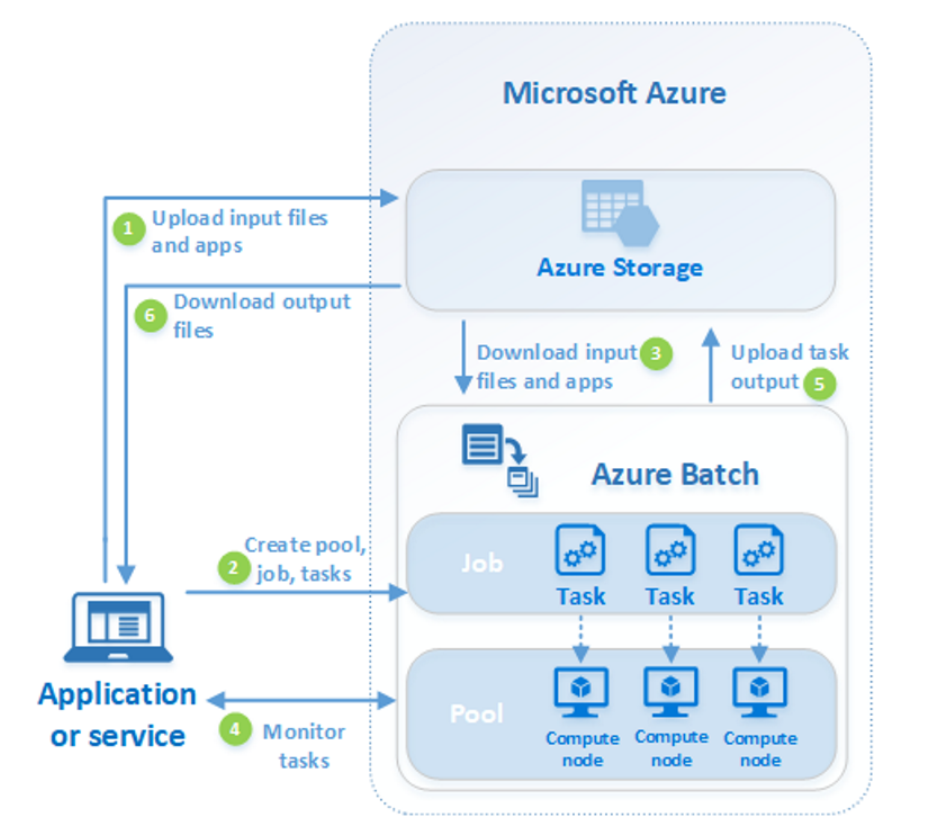 Microsoft Azure
Azure Storage
1
Upload input files
and apps
6
Download output
files
Download input 3
files and apps
Upload task
output 5
Azure Batch
Job
Task Task Task
2
Create pool,
job, tasks
Pool
Compute
node
Compute
node
Compute
node
Application
or service
4
Monitor
tasks